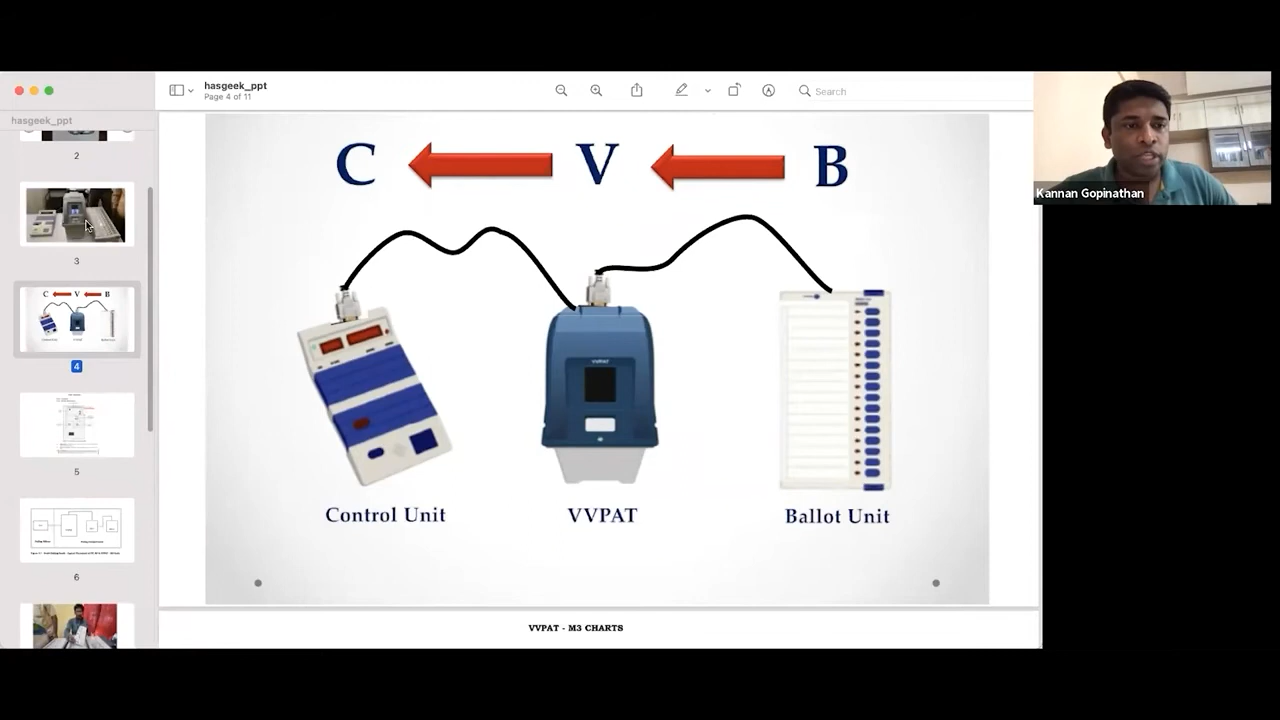 hasgeek_ppt
Page 4 of 11
Search
hasgeek_ppt
2
3
C V B
4
5
6
C V B
VVPAT
Control Unit
VVPAT
Ballot Unit
VVPAT - M3 CHARTS
Kannan Gopinathan